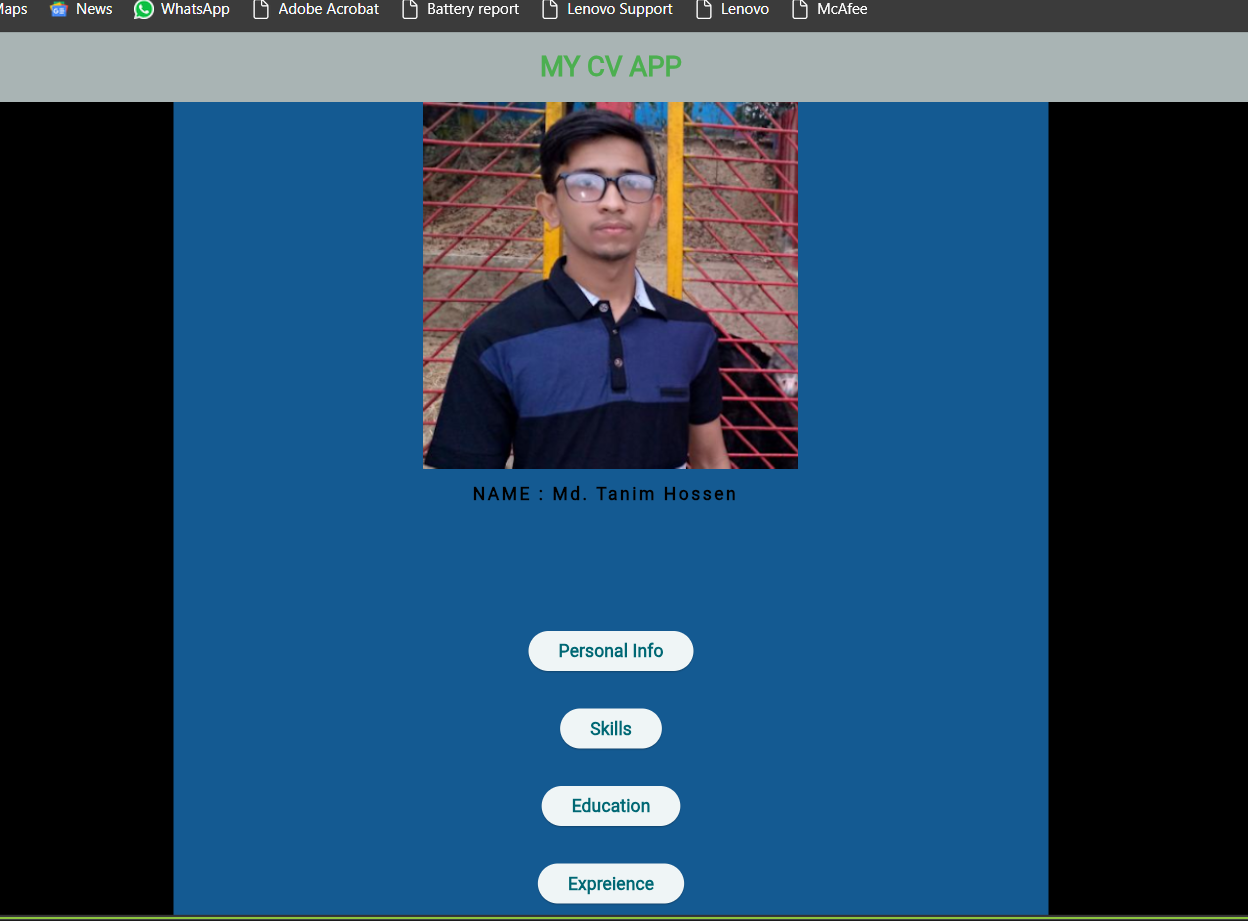 Maps News WhatsApp Adobe Acrobat Battery report Lenovo Support Lenovo McAfee
MY CV APP
NAME : Md. Tanim Hossen
Personal Info
Skills
Education
Expreience